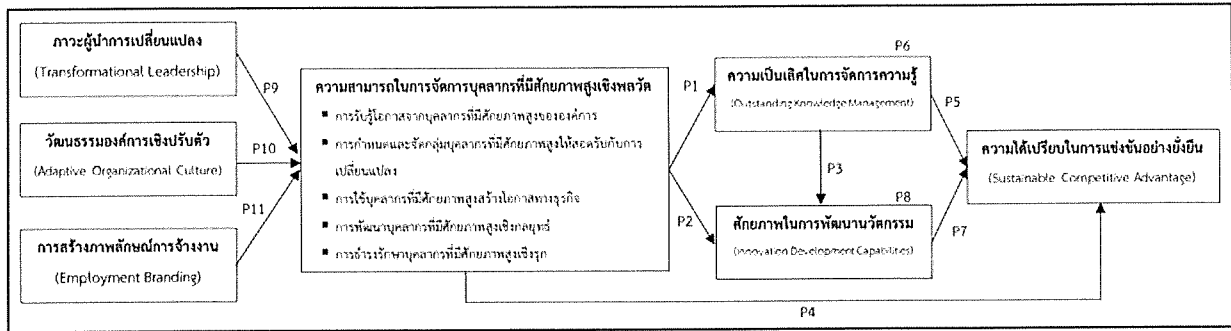 ภาวะผู้นำการเปลี่ยนแปลง
(Transformational Leadership)
วัฒนธรรมองค์การเชิงปรับตัว
(Adaptive Organizational Culture)
การสร้างภาพลักษณ์การจ้างงาน
(Employment Branding)
P9
P10
P11
ความสามารถในการจัดการบุคลากรที่มีศักยภาพสูงเชิงพลวัต
▪ การรับรู้โอกาสจากบุคลากรที่มีศักยภาพสูงขององค์การ
▪ การกำหนดและจัดกลุ่มบุคลากรที่มีศักยภาพสูงให้สอดรับกับการ
เปลี่ยนแปลง
▪ การใช้บุคลากรที่มีศักยภาพสูงสร้างโอกาสทางธุรกิจ
▪ การพัฒนาบุคลากรที่มีศักยภาพสูงเชิงกลยุทธ์
▪ การธำรงรักษาบุคลากรที่มีศักยภาพสูงเชิงรุก
P1
P2
P6
ความเป็นเลิศในการจัดการความรู้
(Outstanding Knowledge Management)
P3
P8
ศักยภาพในการพัฒนานวัตกรรม
(Innovation Development Capabilities)
P5
P7
ความได้เปรียบในการแข่งขันอย่างยั่งยืน
(Sustainable Competitive Advantage)
P4